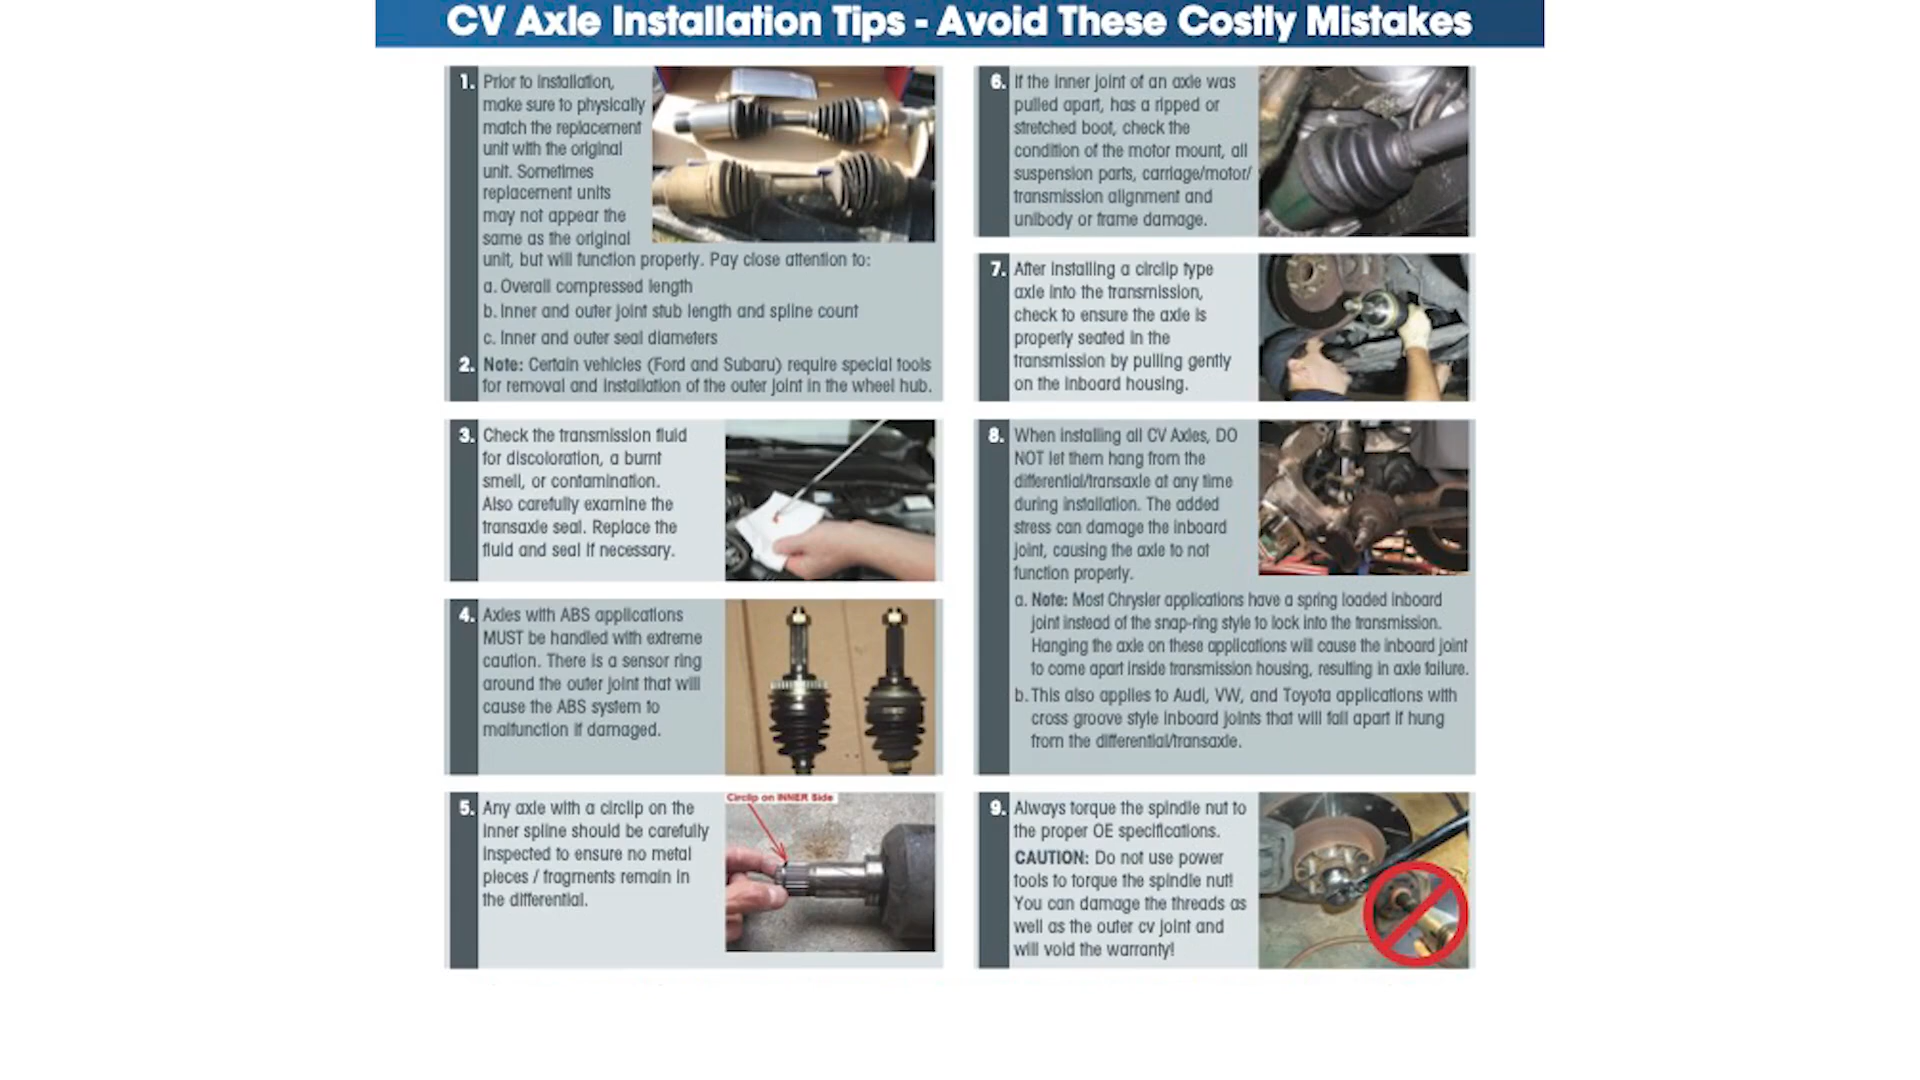 CV Axle Installation Tips - Avoid These Costly Mistakes
1. Prior to installation,
make sure to physically
match the replacement
unit with the original
unit. Sometimes
replacement units
may not appear the
same as the original
unit, but will function properly. Pay close attention to:
a. Overall compressed length
b. Inner and outer joint stub length and spline count
c. Inner and outer seal diameters
2. Note: Certain vehicles (Ford and Subaru) require special tools
for removal and installation of the outer joint in the wheel hub.
3. Check the transmission fluid
for discoloration, a burnt
smell, or contamination.
Also carefully examine the
transaxle seal. Replace the
fluid and seal if necessary.
4. Axles with ABS applications
MUST be handled with extreme
caution. There is a sensor ring
around the outer joint that will
cause the ABS system to
malfunction if damaged.
5. Any axle with a circlip on the
inner spline should be carefully
inspected to ensure no metal
pieces / fragments remain in
the differential.
Circlip on INNER Side
6. If the inner joint of an axle was
pulled apart, has a ripped or
stretched boot, check the
condition of the motor mount, all
suspension parts, carriage/motor/
transmission alignment and
unibody or frame damage.
7. After installing a circlip type
axle into the transmission,
check to ensure the axle is
properly seated in the
transmission by pulling gently
on the inboard housing.
8. When installing all CV Axles, DO
NOT let them hang from the
differential/transaxle at any time
during installation. The added
stress can damage the inboard
joint, causing the axle to not
function properly.
a. Note: Most Chrysler applications have a spring loaded inboard
joint instead of the snap-ring style to lock into the transmission.
Hanging the axle on these applications will cause the inboard joint
to come apart inside transmission housing, resulting in axle failure.
b. This also applies to Audi, VW, and Toyota applications with
cross groove style inboard joints that will fall apart if hung
from the differential/transaxle.
9. Always torque the spindle nut to
the proper OE specifications.
CAUTION: Do not use power
tools to torque the spindle nut!
You can damage the threads as
well as the outer cv joint and
will void the warranty!